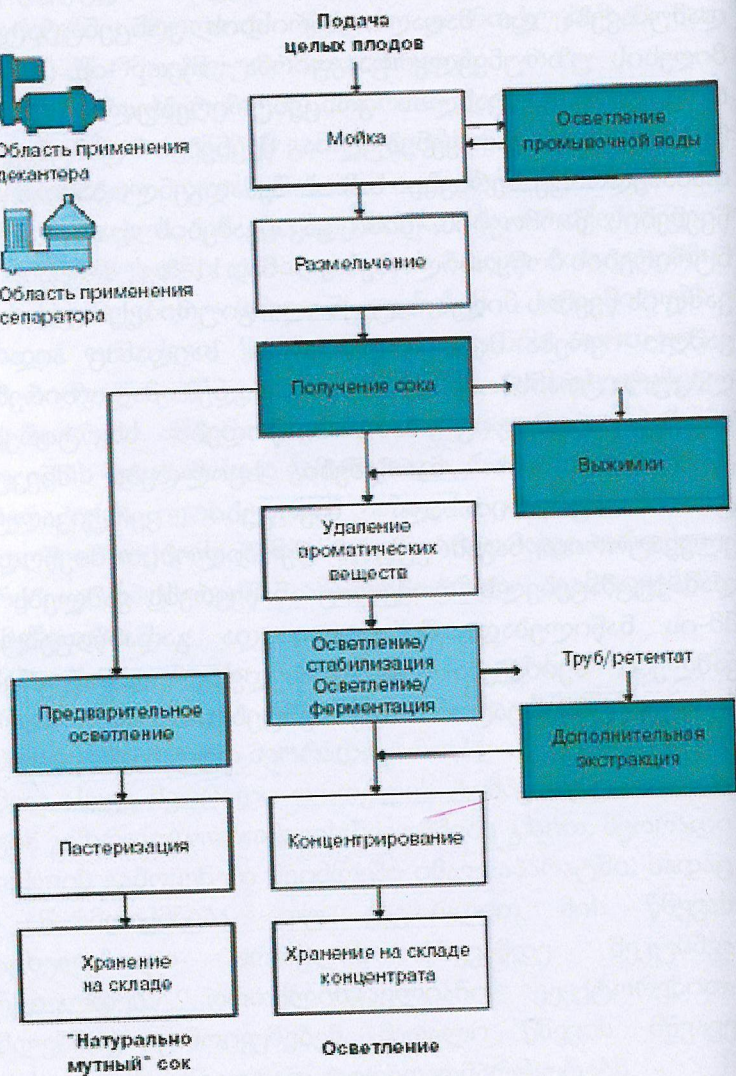 Подача
целых плодов
Область применения
декантера
Область применения
сепаратора
Мойка
Осветление
промывочной воды
Размельчение
Получение сока
Выжимки
Удаление
ароматических
веществ
Осветление/
стабилизация
Осветление/
ферментация
Труб/ретентат
Предварительное
осветление
Дополнительная
экстракция
Пастеризация
Концентрирование
Хранение
на складе
Хранение на складе
концентрата
"Натурально
мутный" сок
Осветление